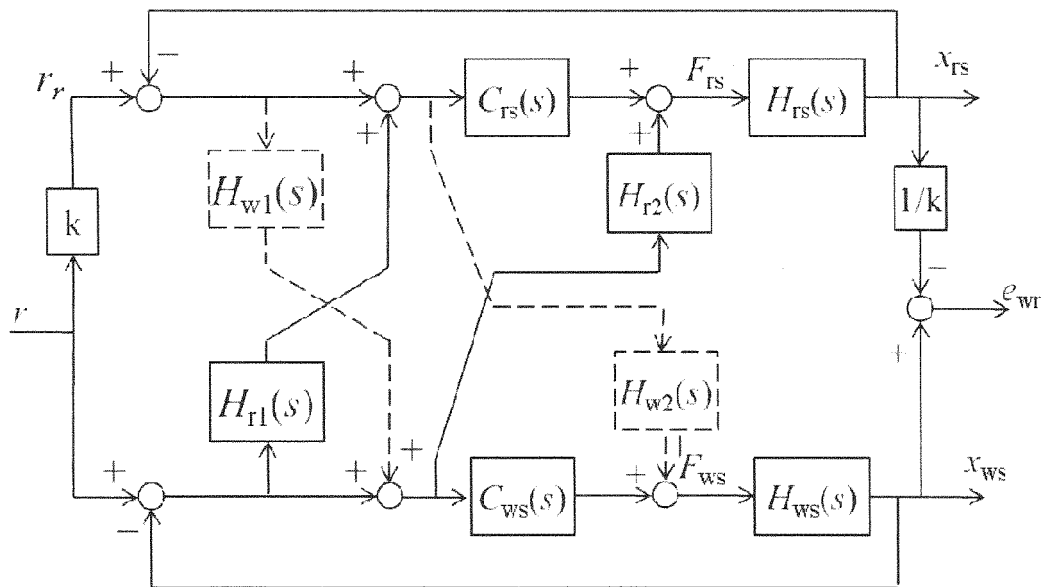 −
r_r
+
+
+
C_rs(s)
+
+
F_rs
H_rs(s)
x_rs
H_w1(s)
H_r2(s)
k
1/k
−
r
e_wr
+
H_r1(s)
H_w2(s)
+
+
+
+
−
C_ws(s)
+
+
F_ws
H_ws(s)
x_ws